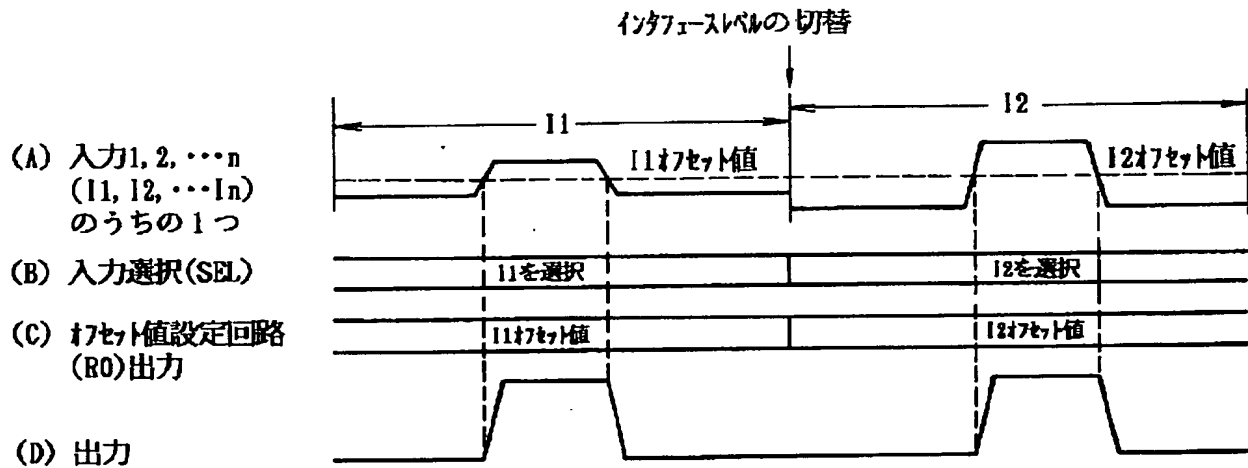 インタフェースレベルの切替
I1
I2
(A) 入力1, 2, ･･･n
(I1, I2, ･･･In)
のうちの1つ
I1オフセット値
I2オフセット値
(B) 入力選択(SEL)
I1を選択
I2を選択
(C) オフセット値設定回路
(RO)出力
I1オフセット値
I2オフセット値
(D) 出力